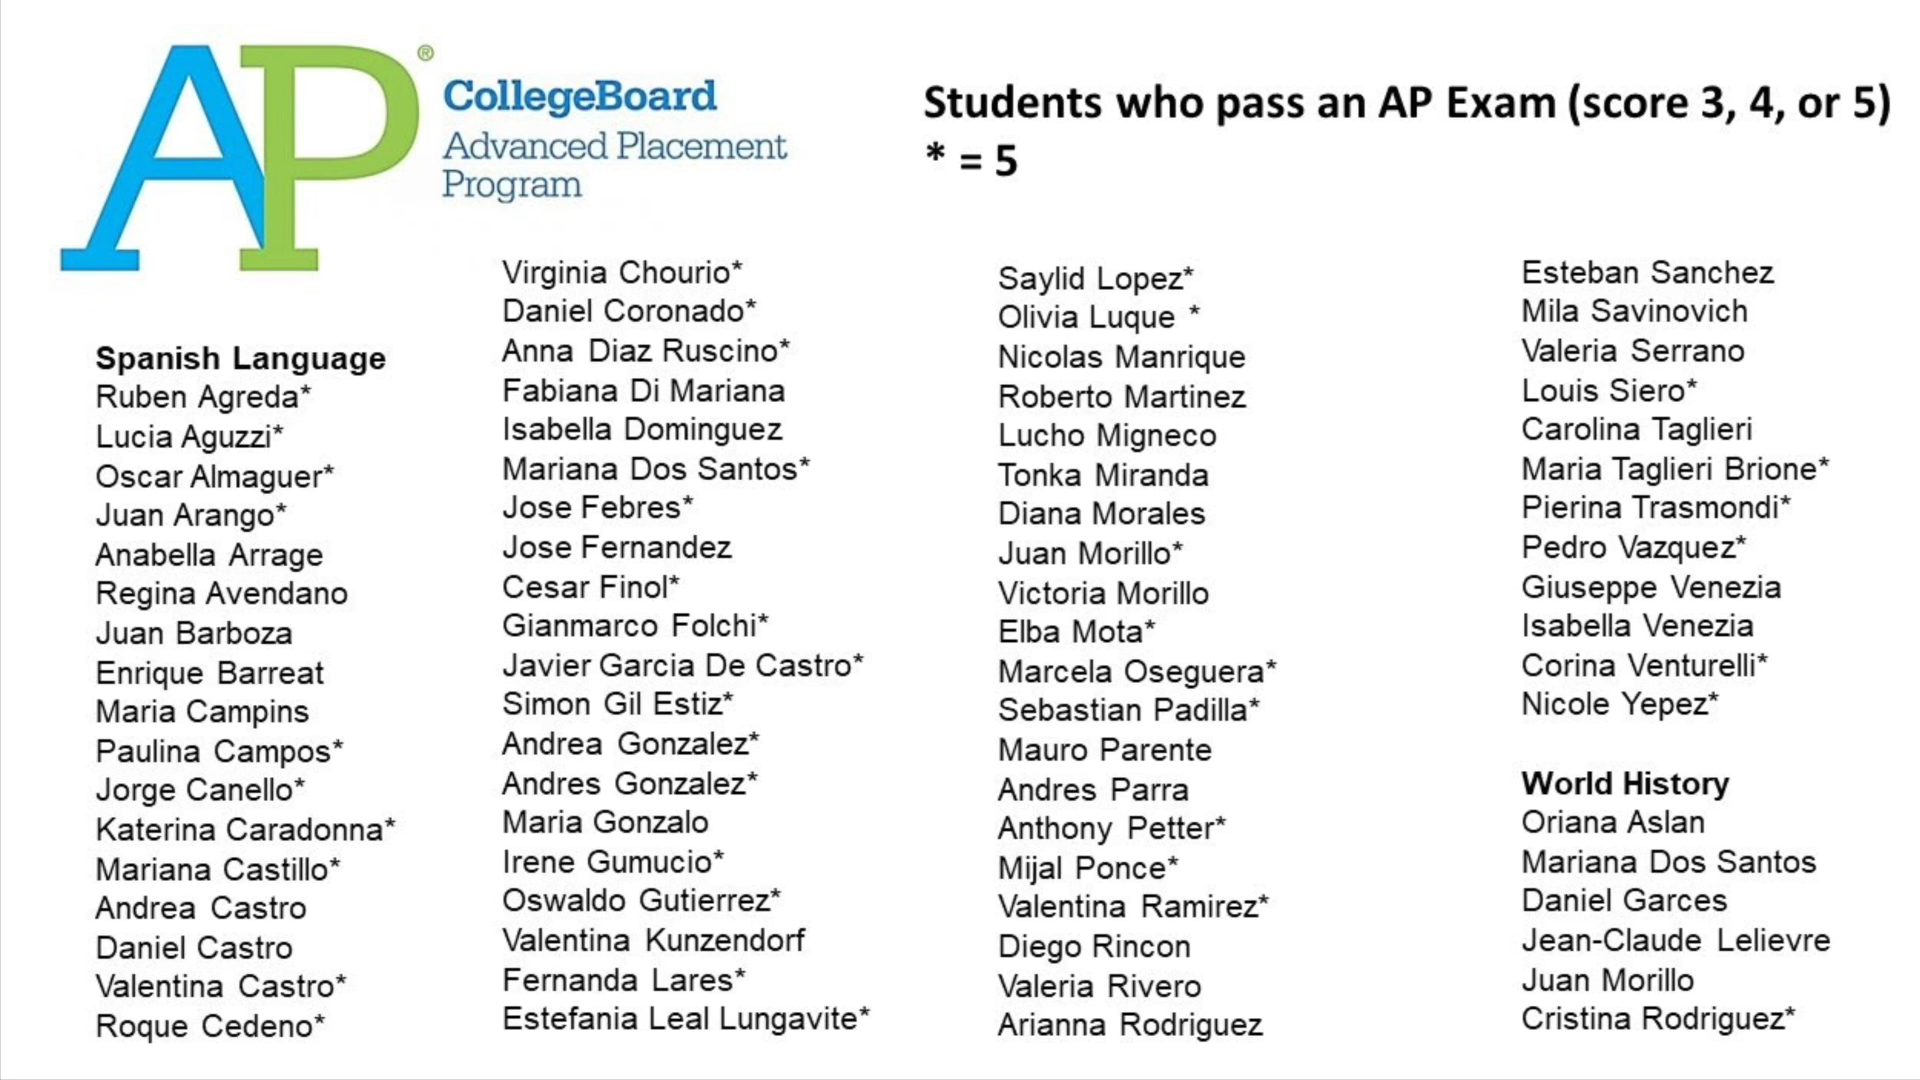 AP®
CollegeBoard
Advanced Placement
Program
Students who pass an AP Exam (score 3, 4, or 5)
* = 5
Spanish Language
Ruben Agreda*
Lucia Aguzzi*
Oscar Almaguer*
Juan Arango*
Anabella Arrage
Regina Avendano
Juan Barboza
Enrique Barreat
Maria Campins
Paulina Campos*
Jorge Canello*
Katerina Caradonna*
Mariana Castillo*
Andrea Castro
Daniel Castro
Valentina Castro*
Roque Cedeno*
Virginia Chourio*
Daniel Coronado*
Anna Diaz Ruscino*
Fabiana Di Mariana
Isabella Dominguez
Mariana Dos Santos*
Jose Febres*
Jose Fernandez
Cesar Finol*
Gianmarco Folchi*
Javier Garcia De Castro*
Simon Gil Estiz*
Andrea Gonzalez*
Andres Gonzalez*
Maria Gonzalo
Irene Gumucio*
Oswaldo Gutierrez*
Valentina Kunzendorf
Fernanda Lares*
Estefania Leal Lungavite*
Saylid Lopez*
Olivia Luque *
Nicolas Manrique
Roberto Martinez
Lucho Migneco
Tonka Miranda
Diana Morales
Juan Morillo*
Victoria Morillo
Elba Mota*
Marcela Oseguera*
Sebastian Padilla*
Mauro Parente
Andres Parra
Anthony Petter*
Mijal Ponce*
Valentina Ramirez*
Diego Rincon
Valeria Rivero
Arianna Rodriguez
Esteban Sanchez
Mila Savinovich
Valeria Serrano
Louis Siero*
Carolina Taglieri
Maria Taglieri Brione*
Pierina Trasmondi*
Pedro Vazquez*
Giuseppe Venezia
Isabella Venezia
Corina Venturelli*
Nicole Yepez*
World History
Oriana Aslan
Mariana Dos Santos
Daniel Garces
Jean-Claude Lelievre
Juan Morillo
Cristina Rodriguez*